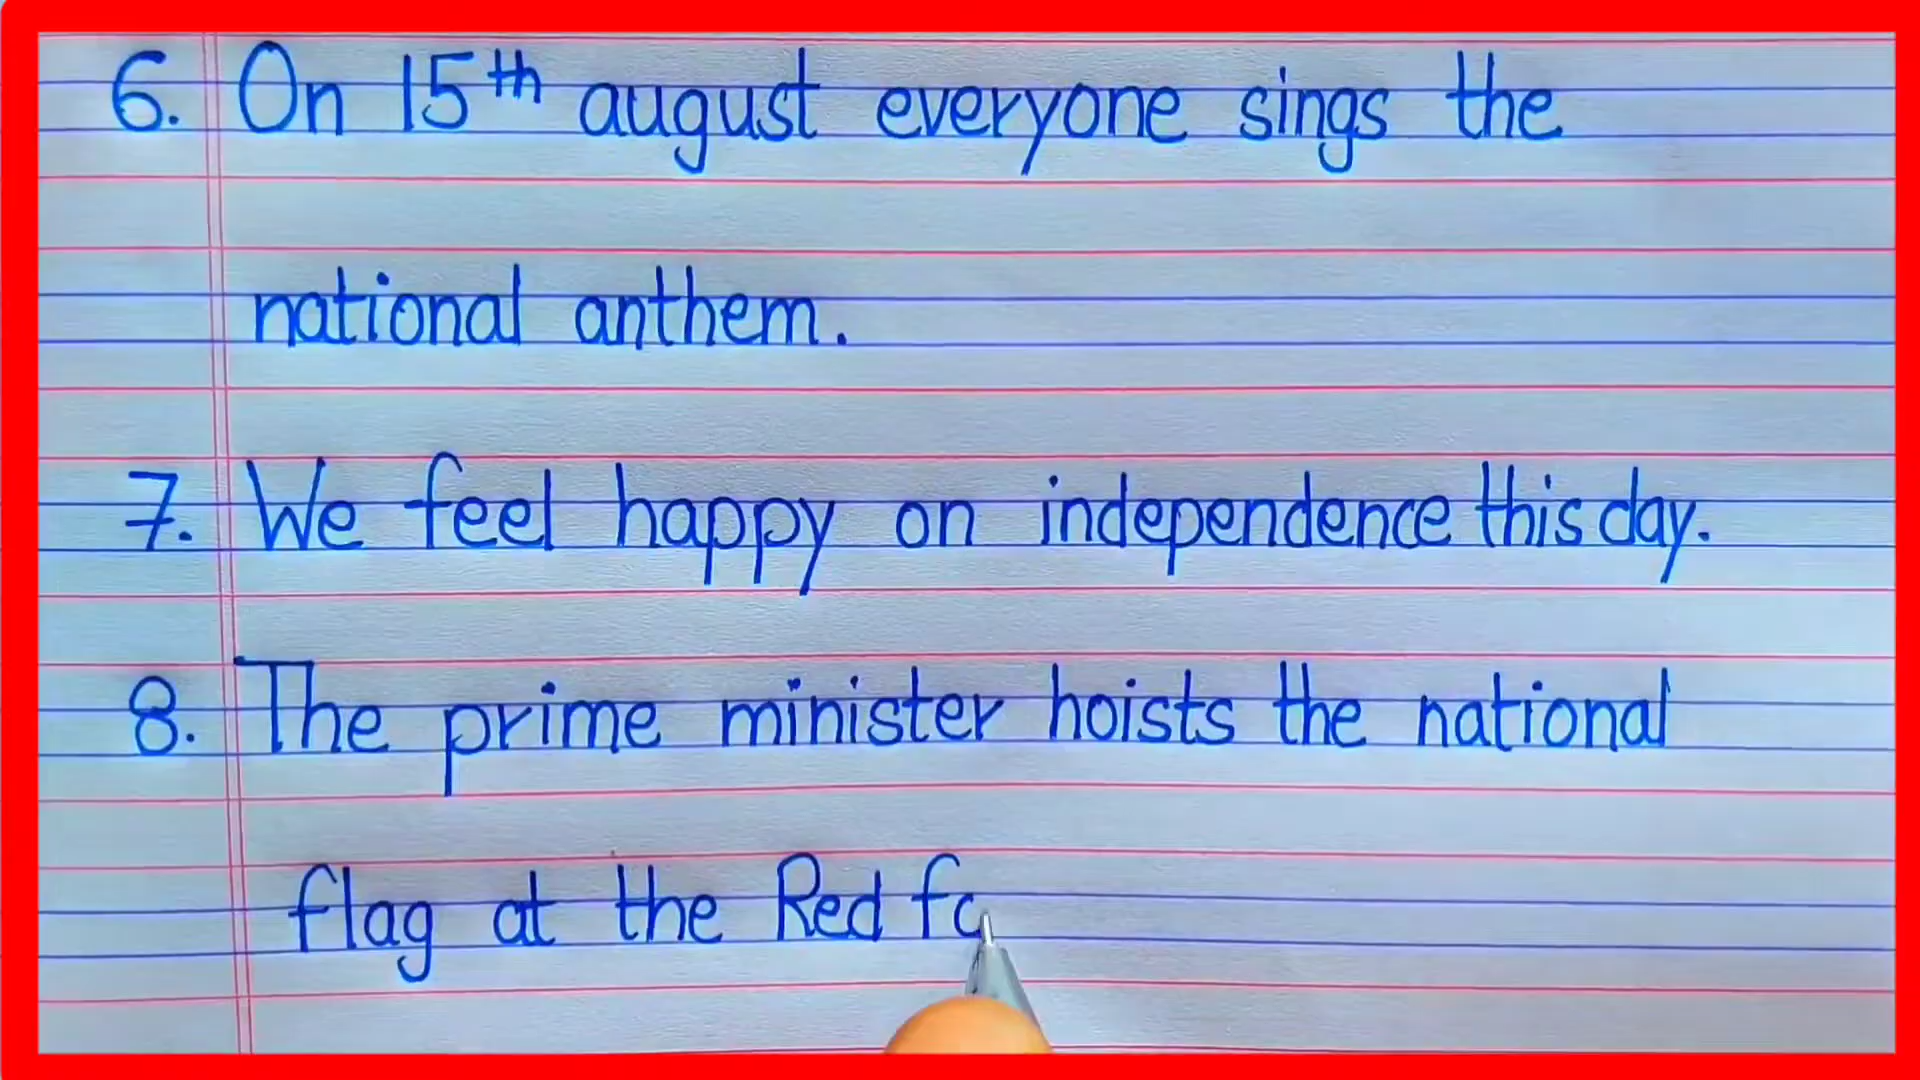 6. On 15th august everyone sings the
national anthem.
7. We feel happy on independence this day.
8. The prime minister hoists the national
flag at the Red